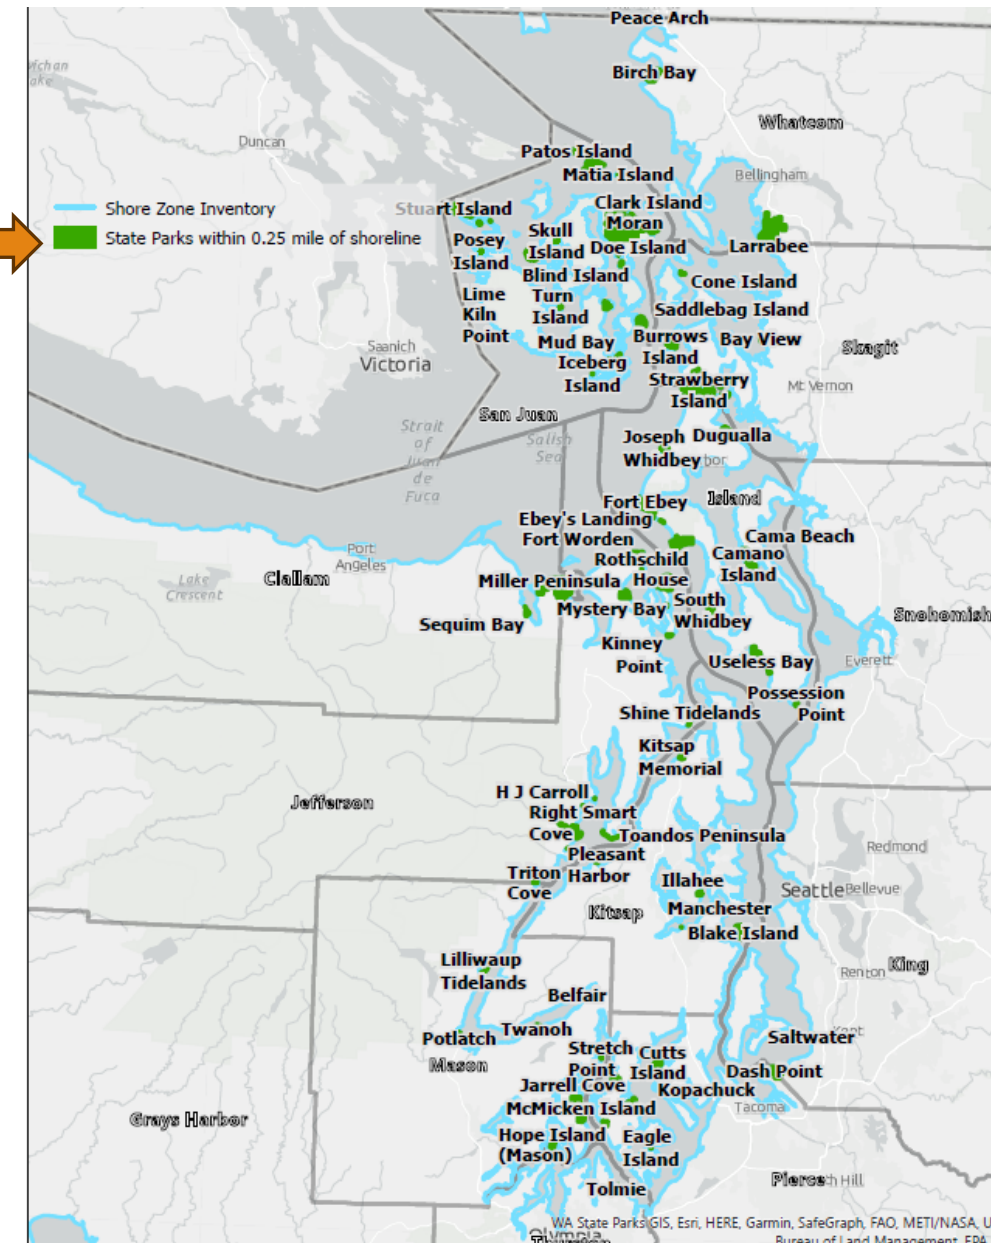 Peace Arch
Birch Bay
Whatcom
Duncan
Patos Island
Matia Island
Bellingham
Shore Zone Inventory
State Parks within 0.25 mile of shoreline
Stuart Island
Clark Island
Moran
Skull
Island
Doe Island
Larrabee
Posey
Island
Blind Island
Cone Island
Lime
Kiln
Point
Turn
Island
Saddlebag Island
Saanich
Victoria
Mud Bay
Burrows
Island
Bay View
Skagit
Iceberg
Island
Strawberry
Island
Mt Vernon
San Juan
Strait
of
Juan
de
Fuca
Salish
Sea
Joseph
Whidbey
Dugualla
Fort Ebey
Island
Ebey's Landing
Fort Worden
Cama Beach
Port
Angeles
Rothschild
House
Camano
Island
Lake
Crescent
Clallam
Miller Peninsula
Mystery Bay
South
Whidbey
Snohomish
Sequim Bay
Kinney
Point
Useless Bay
Everett
Possession
Point
Shine Tidelands
Kitsap
Memorial
Jefferson
H J Carroll
Right Smart
Cove
Toandos Peninsula
Redmond
Pleasant
Harbor
Triton
Cove
Illahee
Seattle
Bellevue
Kitsap
Manchester
Blake Island
Lilliwaup
Tidelands
Renton
King
Belfair
Potlatch
Twanoh
Saltwater
Kent
Mason
Stretch
Point
Cutts
Island
Dash Point
Jarrell Cove
Kopachuck
Tacoma
McMicken Island
Grays Harbor
Hope Island
(Mason)
Eagle
Island
Pierce
Hill
Tolmie
WA State Parks GIS, Esri, HERE, Garmin, SafeGraph, FAO, METI/NASA, U
Olympia
Bureau of Land Management, EPA